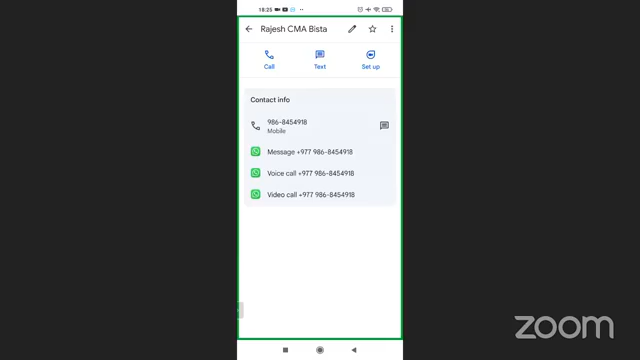 18:25
Rajesh CMA Bista
Call
Text
Set up
Contact info
986-8454918
Mobile
Message +977 986-8454918
Voice call +977 986-8454918
Video call +977 986-8454918
zoom